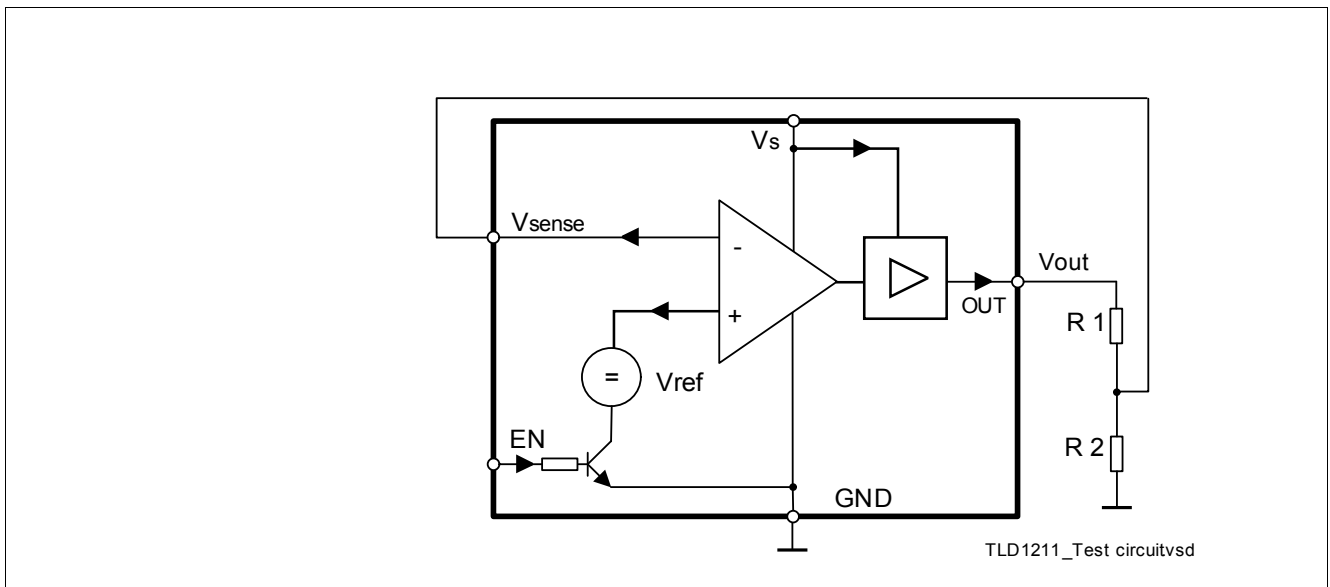 Vs
Vsense
-
Vout
OUT
+
R 1
=
Vref
EN
R 2
GND
TLD1211_Test circuitvsd